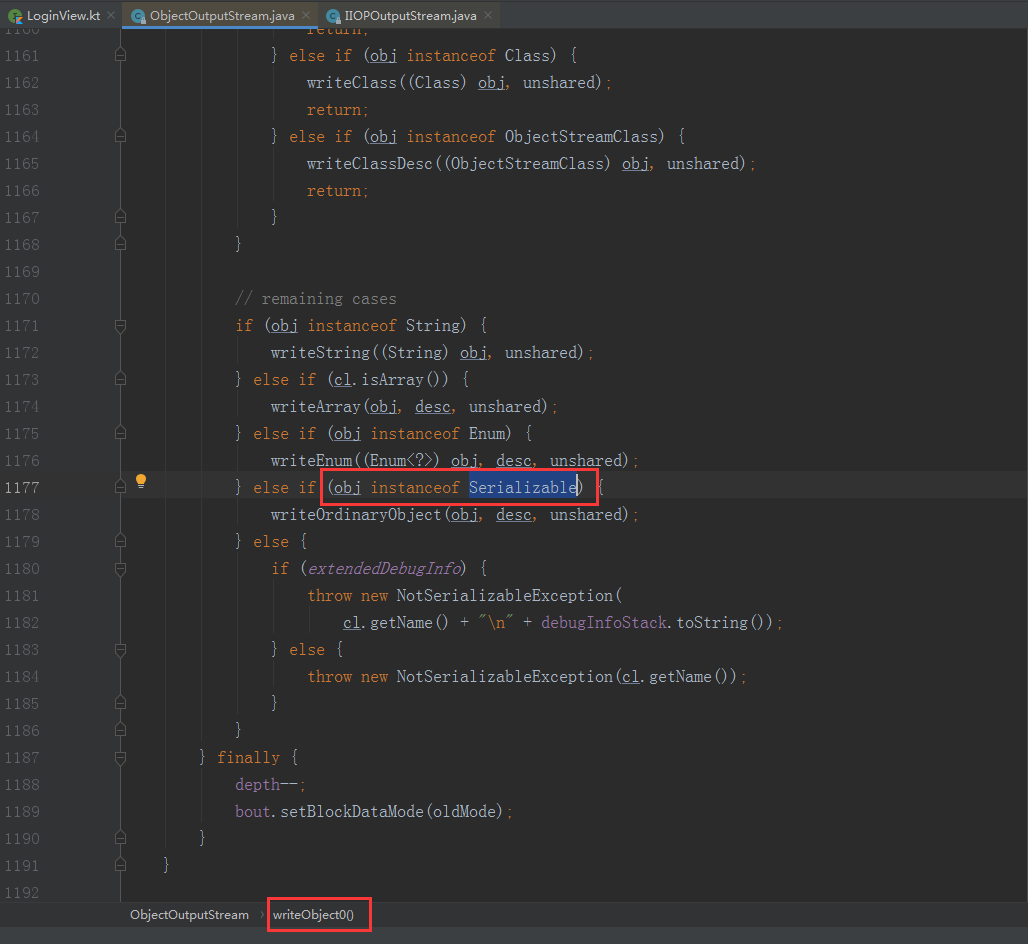 LoginView.kt × ObjectOutputStream.java × IIOPOutputStream.java ×
1160 return;
1161 } else if (obj instanceof Class) {
1162 writeClass((Class) obj, unshared);
1163 return;
1164 } else if (obj instanceof ObjectStreamClass) {
1165 writeClassDesc((ObjectStreamClass) obj, unshared);
1166 return;
1167 }
1168 }
1169
1170 // remaining cases
1171 if (obj instanceof String) {
1172 writeString((String) obj, unshared);
1173 } else if (cl.isArray()) {
1174 writeArray(obj, desc, unshared);
1175 } else if (obj instanceof Enum) {
1176 writeEnum((Enum<?>) obj, desc, unshared);
1177 } else if (obj instanceof Serializable) {
1178 writeOrdinaryObject(obj, desc, unshared);
1179 } else {
1180 if (extendedDebugInfo) {
1181 throw new NotSerializableException(
1182 cl.getName() + "\n" + debugInfoStack.toString());
1183 } else {
1184 throw new NotSerializableException(cl.getName());
1185 }
1186 }
1187 } finally {
1188 depth--;
1189 bout.setBlockDataMode(oldMode);
1190 }
1191 }
1192
ObjectOutputStream › writeObject0()